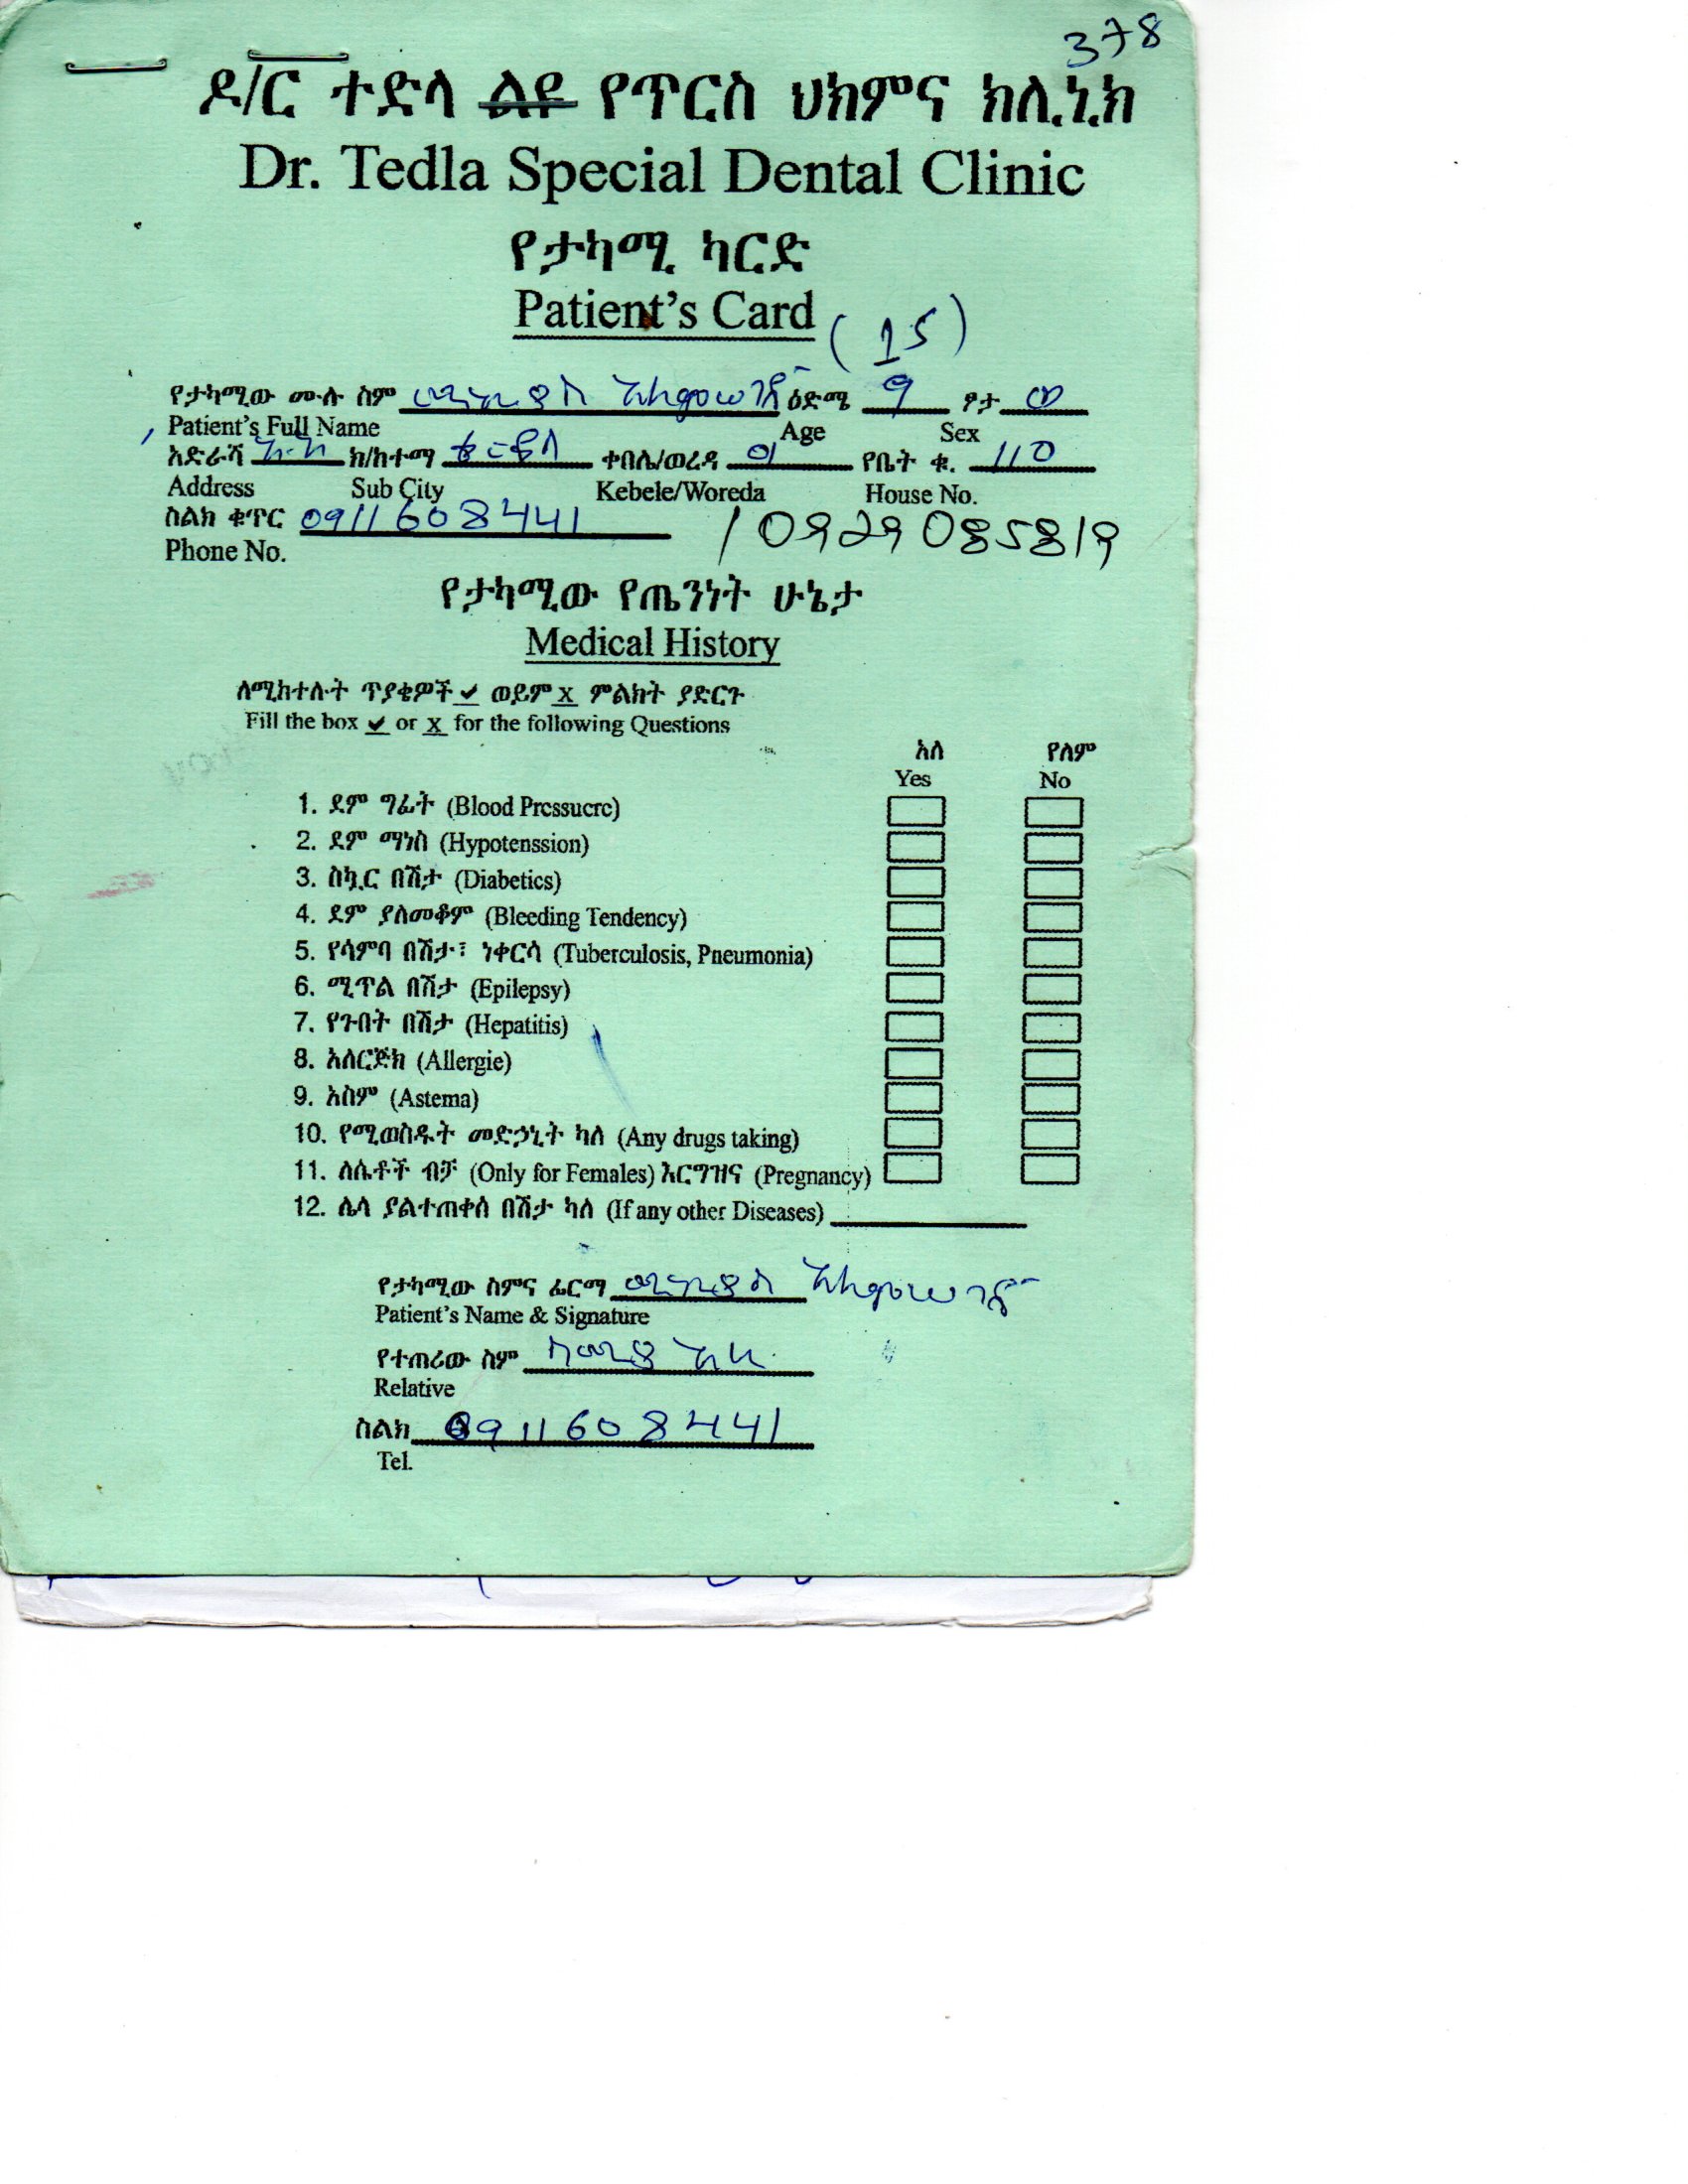 378
ዶ/ር ተድላ ልዩ የጥርስ ህክምና ክሊኒክ
Dr. Tedla Special Dental Clinic
የታካሚ ካርድ
Patient's Card
(15)
የታካሚው ሙሉ ስም ዕድሜ 9 ፆታ
Patient's Full Name Age Sex
አድራሻ አ.አ ክ/ከተማ ቀበሌ/ወረዳ 01 የቤት ቁ. 110
Address Sub City Kebele/Woreda House No.
ስልክ ቁጥር 0911608441 / 0929085819
Phone No.
የታካሚው የጤንነት ሁኔታ
Medical History
ለሚከተሉት ጥያቄዎች ✔ ወይም x ምልክት ያድርጉ
Fill the box ✔ or x for the following Questions
አለ የለም
Yes No
1. ደም ግፊት (Blood Pressuere)
2. ደም ማነስ (Hypotenssion)
3. ስኳር በሽታ (Diabetics)
4. ደም ያለመቆም (Bleeding Tendency)
5. የሳምባ በሽታ፣ ነቀርሳ (Tuberculosis, Pneumonia)
6. ሚጥል በሽታ (Epilepsy)
7. የጉበት በሽታ (Hepatitis)
8. አለርጅክ (Allergie)
9. አስም (Astema)
10. የሚወስዱት መድኃኒት ካለ (Any drugs taking)
11. ለሴቶች ብቻ (Only for Females) እርግዝና (Pregnancy)
12. ሌላ ያልተጠቀሰ በሽታ ካለ (If any other Diseases)
የታካሚው ስምና ፊርማ
Patient's Name & Signature
የተጠሪው ስም
Relative
ስልክ 0911608441
Tel.